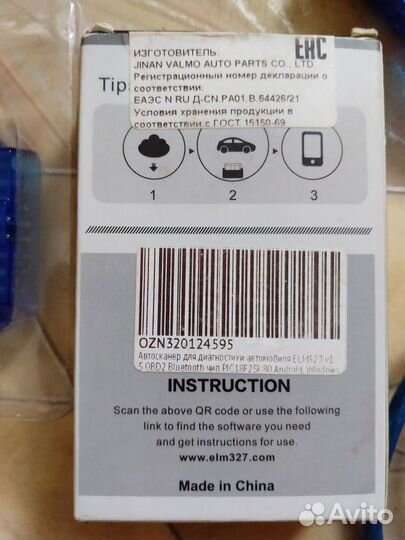 ИЗГОТОВИТЕЛЬ:
JINAN VALMO AUTO PARTS CO., LTD
Регистрационный номер декларации о
соответствии:
ЕАЭС N RU Д-CN.РА01.В.64426/21
Условия хранения продукции в
соответствии с ГОСТ 15150-69
EAC
Tips
1 2 3
OZN320124595
Автосканер для диагностики автомобиля ELM327 v1.
5 OBD2 Bluetooth чип PIC18F25K80 Android, Windows
INSTRUCTION
Scan the above QR code or use the following
link to find the software you need
and get instructions for use.
www.elm327.com
Made in China
Avito